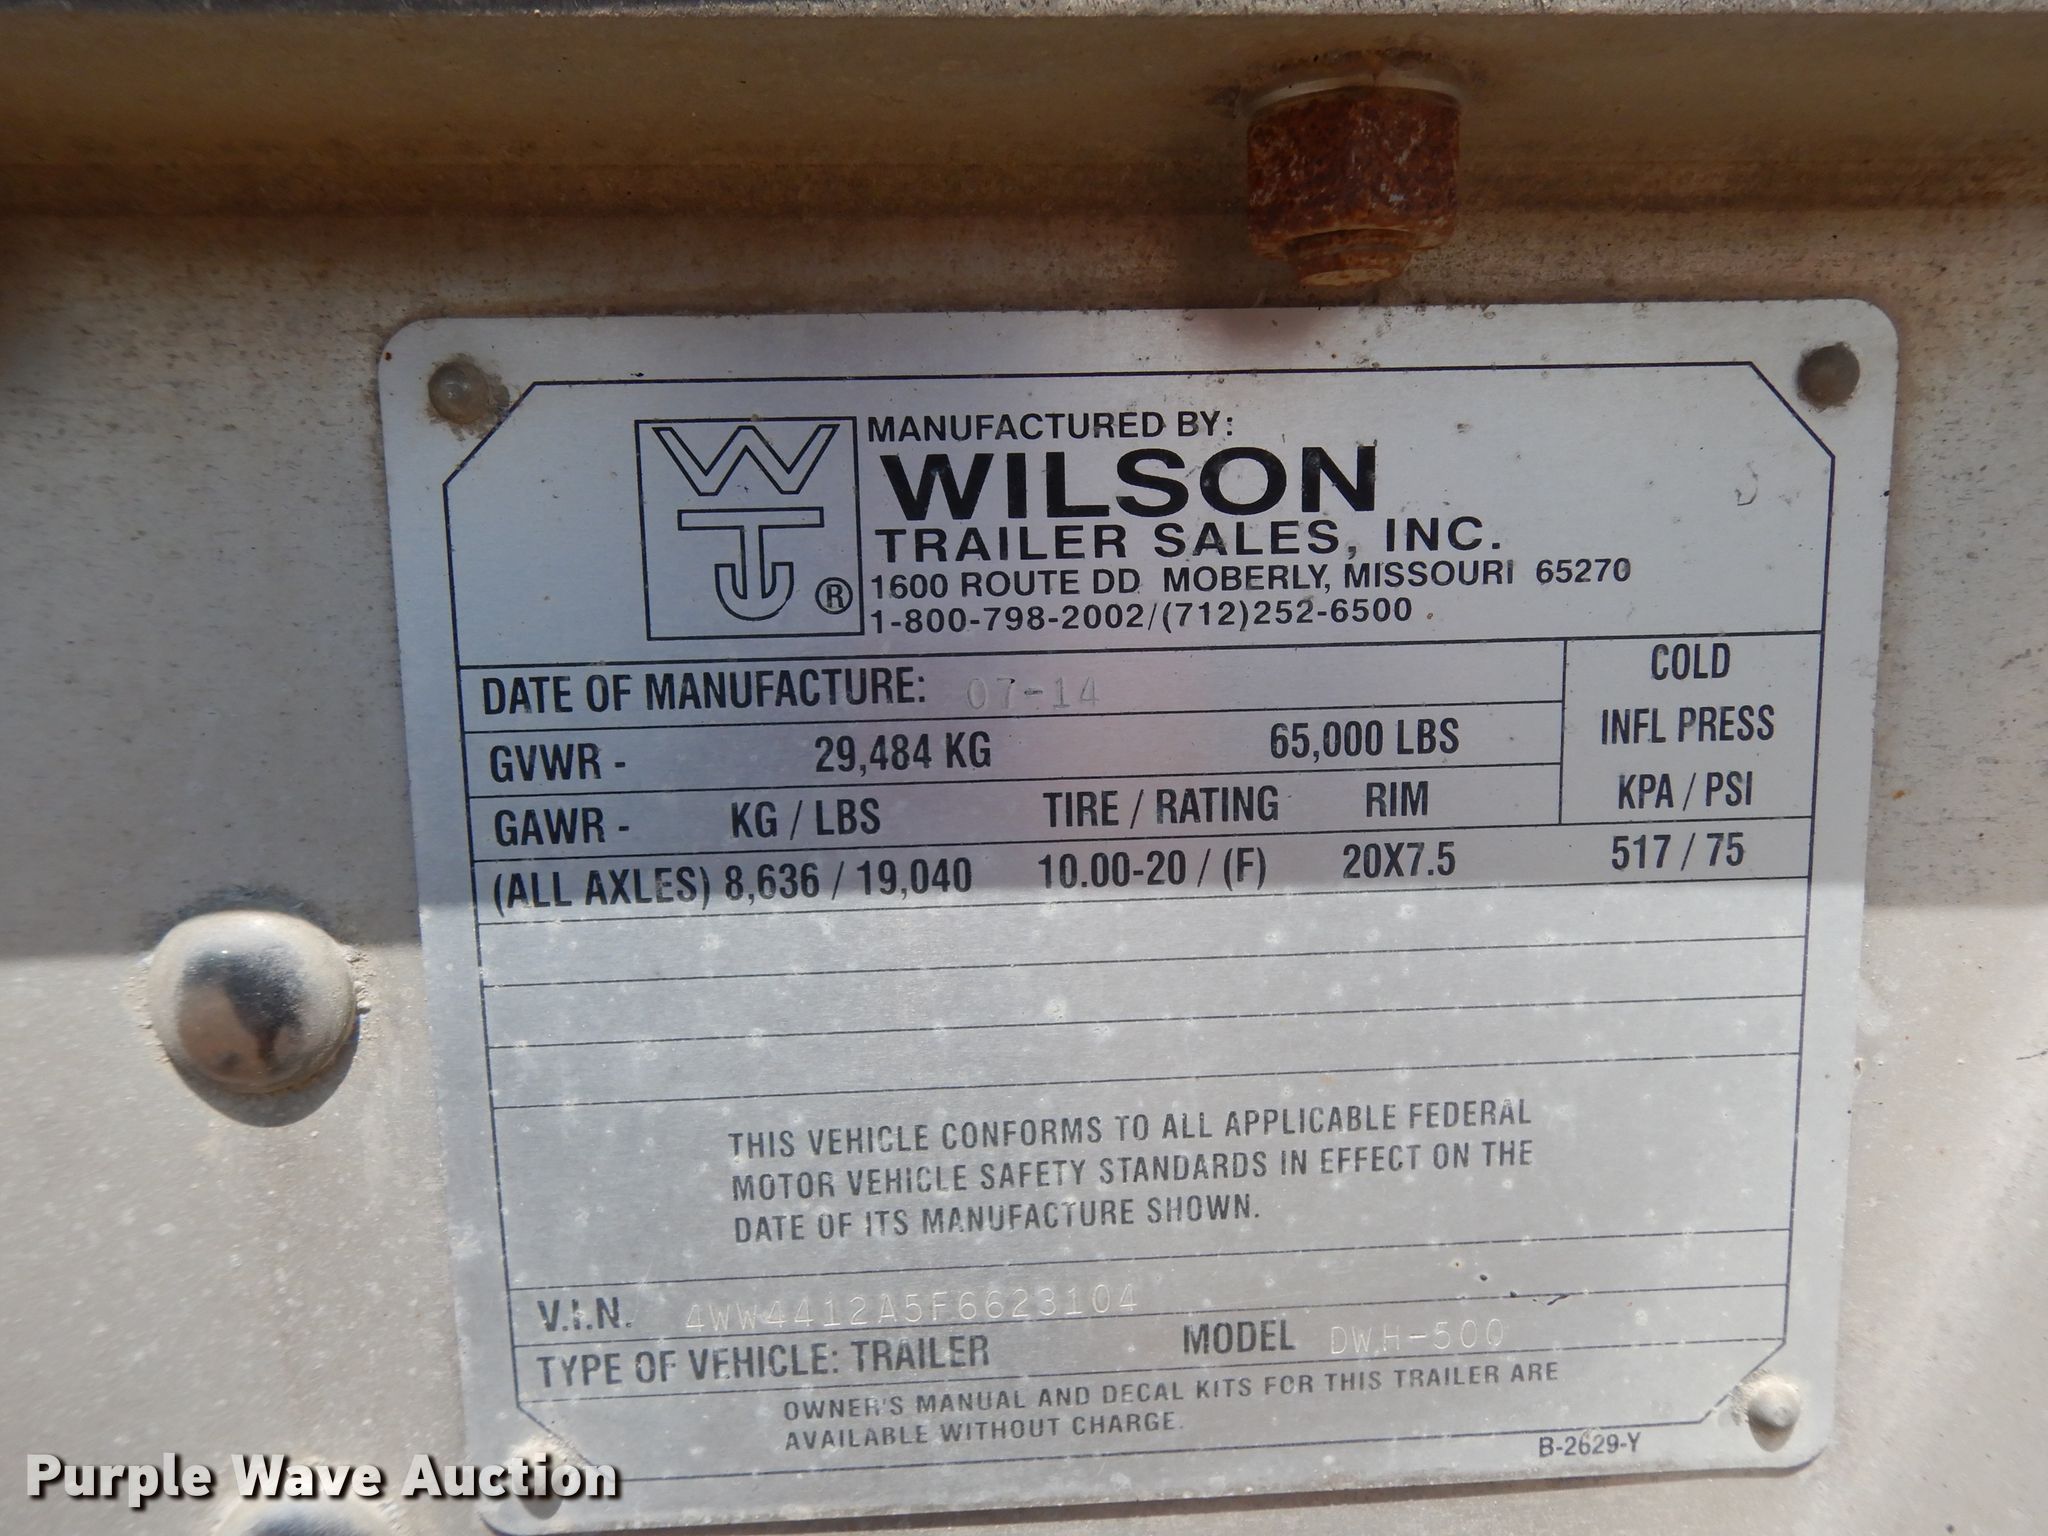 MANUFACTURED BY:
WILSON
TRAILER SALES, INC.
1600 ROUTE DD MOBERLY, MISSOURI 65270
1-800-798-2002/(712)252-6500
WTJ®
DATE OF MANUFACTURE: 07-14
COLD
INFL PRESS
KPA / PSI
GVWR - 29,484 KG 65,000 LBS
GAWR - KG / LBS TIRE / RATING RIM
(ALL AXLES) 8,636 / 19,040 10.00-20 / (F) 20X7.5 517 / 75
THIS VEHICLE CONFORMS TO ALL APPLICABLE FEDERAL
MOTOR VEHICLE SAFETY STANDARDS IN EFFECT ON THE
DATE OF ITS MANUFACTURE SHOWN.
V.I.N. 4WW4412A5F6623104
TYPE OF VEHICLE: TRAILER MODEL DWH-500
OWNER'S MANUAL AND DECAL KITS FOR THIS TRAILER ARE
AVAILABLE WITHOUT CHARGE.
B-2629-Y
Purple Wave Auction